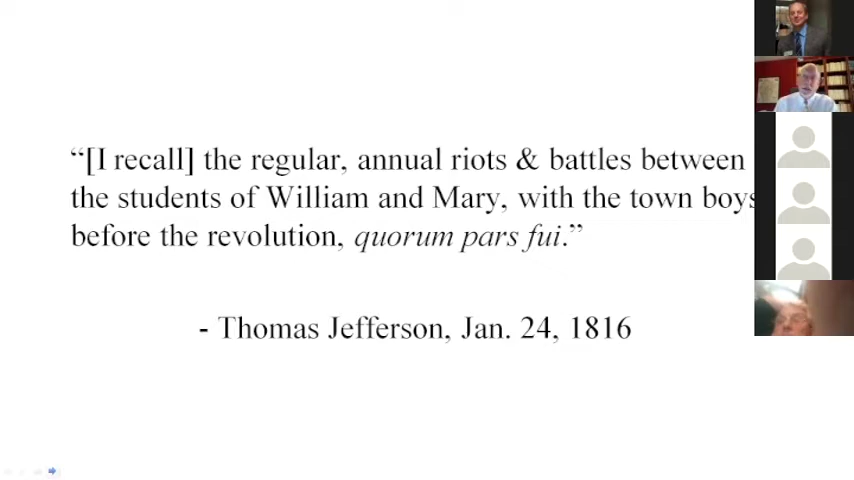 “[I recall] the regular, annual riots & battles between
the students of William and Mary, with the town boys
before the revolution, quorum pars fui.”
- Thomas Jefferson, Jan. 24, 1816